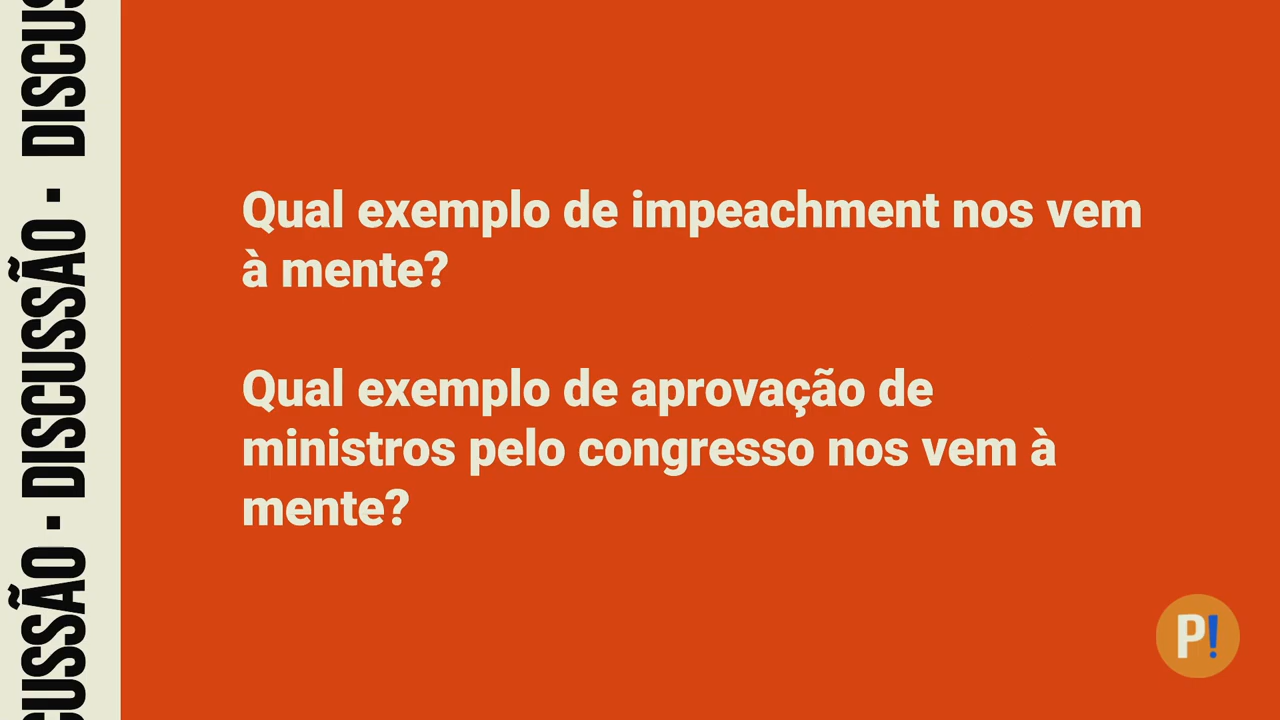 DISCUSSÃO · DISCUSSÃO · DISCUS
Qual exemplo de impeachment nos vem
à mente?
Qual exemplo de aprovação de
ministros pelo congresso nos vem à
mente?
P!